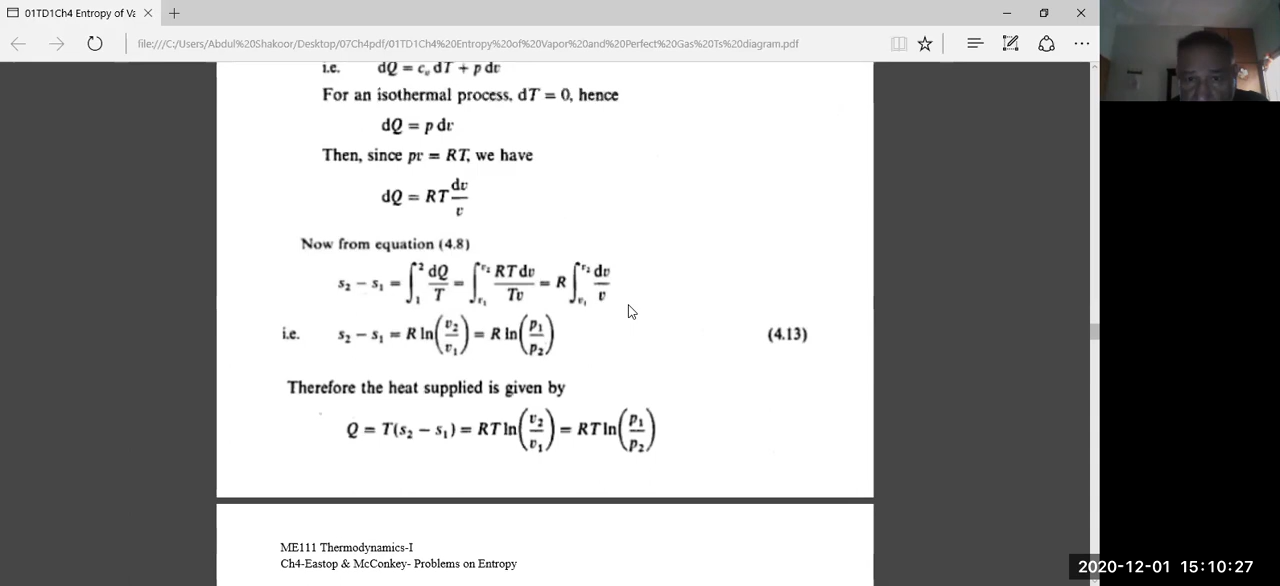 01TD1Ch4 Entropy of Va
file:///C:/Users/Abdul%20Shakoor/Desktop/07Ch4pdf/01TD1Ch4%20Entropy%20of%20Vapor%20and%20Perfect%20Gas%20Ts%20diagram.pdf
i.e. dQ = c_v dT + p dv
For an isothermal process, dT = 0, hence
dQ = p dv
Then, since pv = RT, we have
dQ = RT dv/v
Now from equation (4.8)
s₂ − s₁ = ∫₁² dQ/T = ∫_{v₁}^{v₂} RT dv/Tv = R ∫_{v₁}^{v₂} dv/v
i.e. s₂ − s₁ = R ln(v₂/v₁) = R ln(p₁/p₂) (4.13)
Therefore the heat supplied is given by
Q = T(s₂ − s₁) = RT ln(v₂/v₁) = RT ln(p₁/p₂)
ME111 Thermodynamics-I
Ch4-Eastop & McConkey- Problems on Entropy
2020-12-01 15:10:27